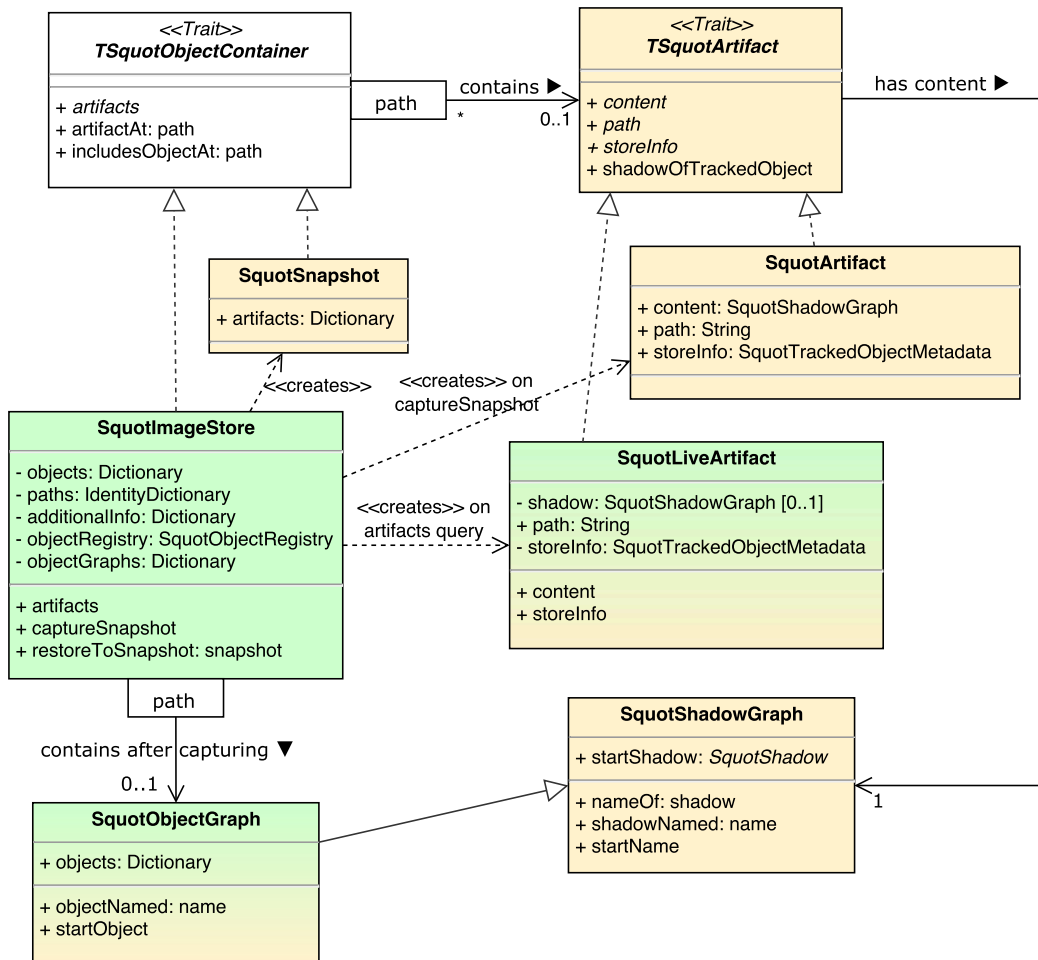 <<Trait>>
TSquotObjectContainer
+ artifacts
+ artifactAt: path
+ includesObjectAt: path
path
contains ▶
*
0..1
<<Trait>>
TSquotArtifact
+ content
+ path
+ storeInfo
+ shadowOfTrackedObject
has content ▶
SquotSnapshot
+ artifacts: Dictionary
SquotArtifact
+ content: SquotShadowGraph
+ path: String
+ storeInfo: SquotTrackedObjectMetadata
<<creates>>
<<creates>> on
captureSnapshot
SquotImageStore
- objects: Dictionary
- paths: IdentityDictionary
- additionalInfo: Dictionary
- objectRegistry: SquotObjectRegistry
- objectGraphs: Dictionary
+ artifacts
+ captureSnapshot
+ restoreToSnapshot: snapshot
<<creates>> on
artifacts query
SquotLiveArtifact
- shadow: SquotShadowGraph [0..1]
+ path: String
- storeInfo: SquotTrackedObjectMetadata
+ content
+ storeInfo
path
contains after capturing ▼
0..1
SquotShadowGraph
+ startShadow: SquotShadow
+ nameOf: shadow
+ shadowNamed: name
+ startName
1
SquotObjectGraph
+ objects: Dictionary
+ objectNamed: name
+ startObject